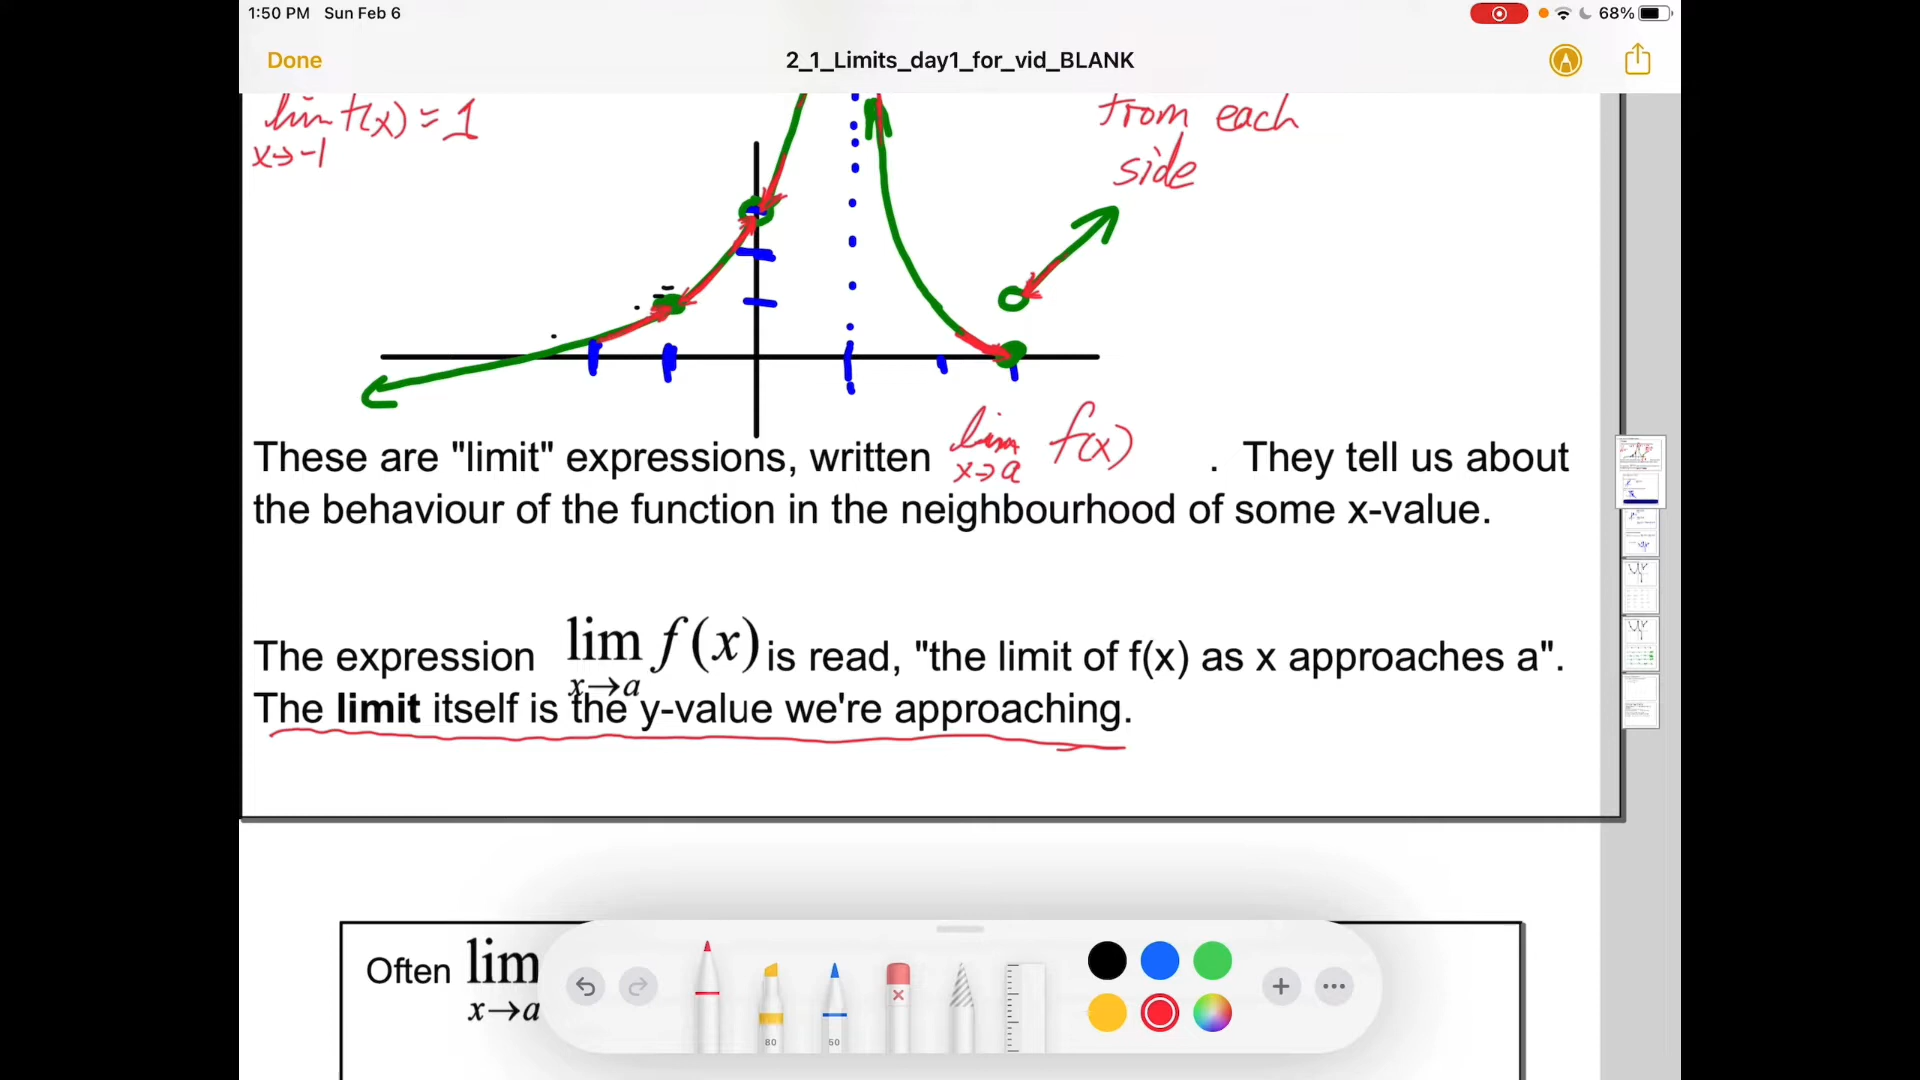 1:50 PM Sun Feb 6
68%
Done
2_1_Limits_day1_for_vid_BLANK
lim f(x) = 1
x→-1
from each
side
These are "limit" expressions, written lim f(x) . They tell us about
x→a
the behaviour of the function in the neighbourhood of some x-value.
The expression lim f(x) is read, "the limit of f(x) as x approaches a".
x→a
The limit itself is the y-value we're approaching.
Often lim
x→a
80
50